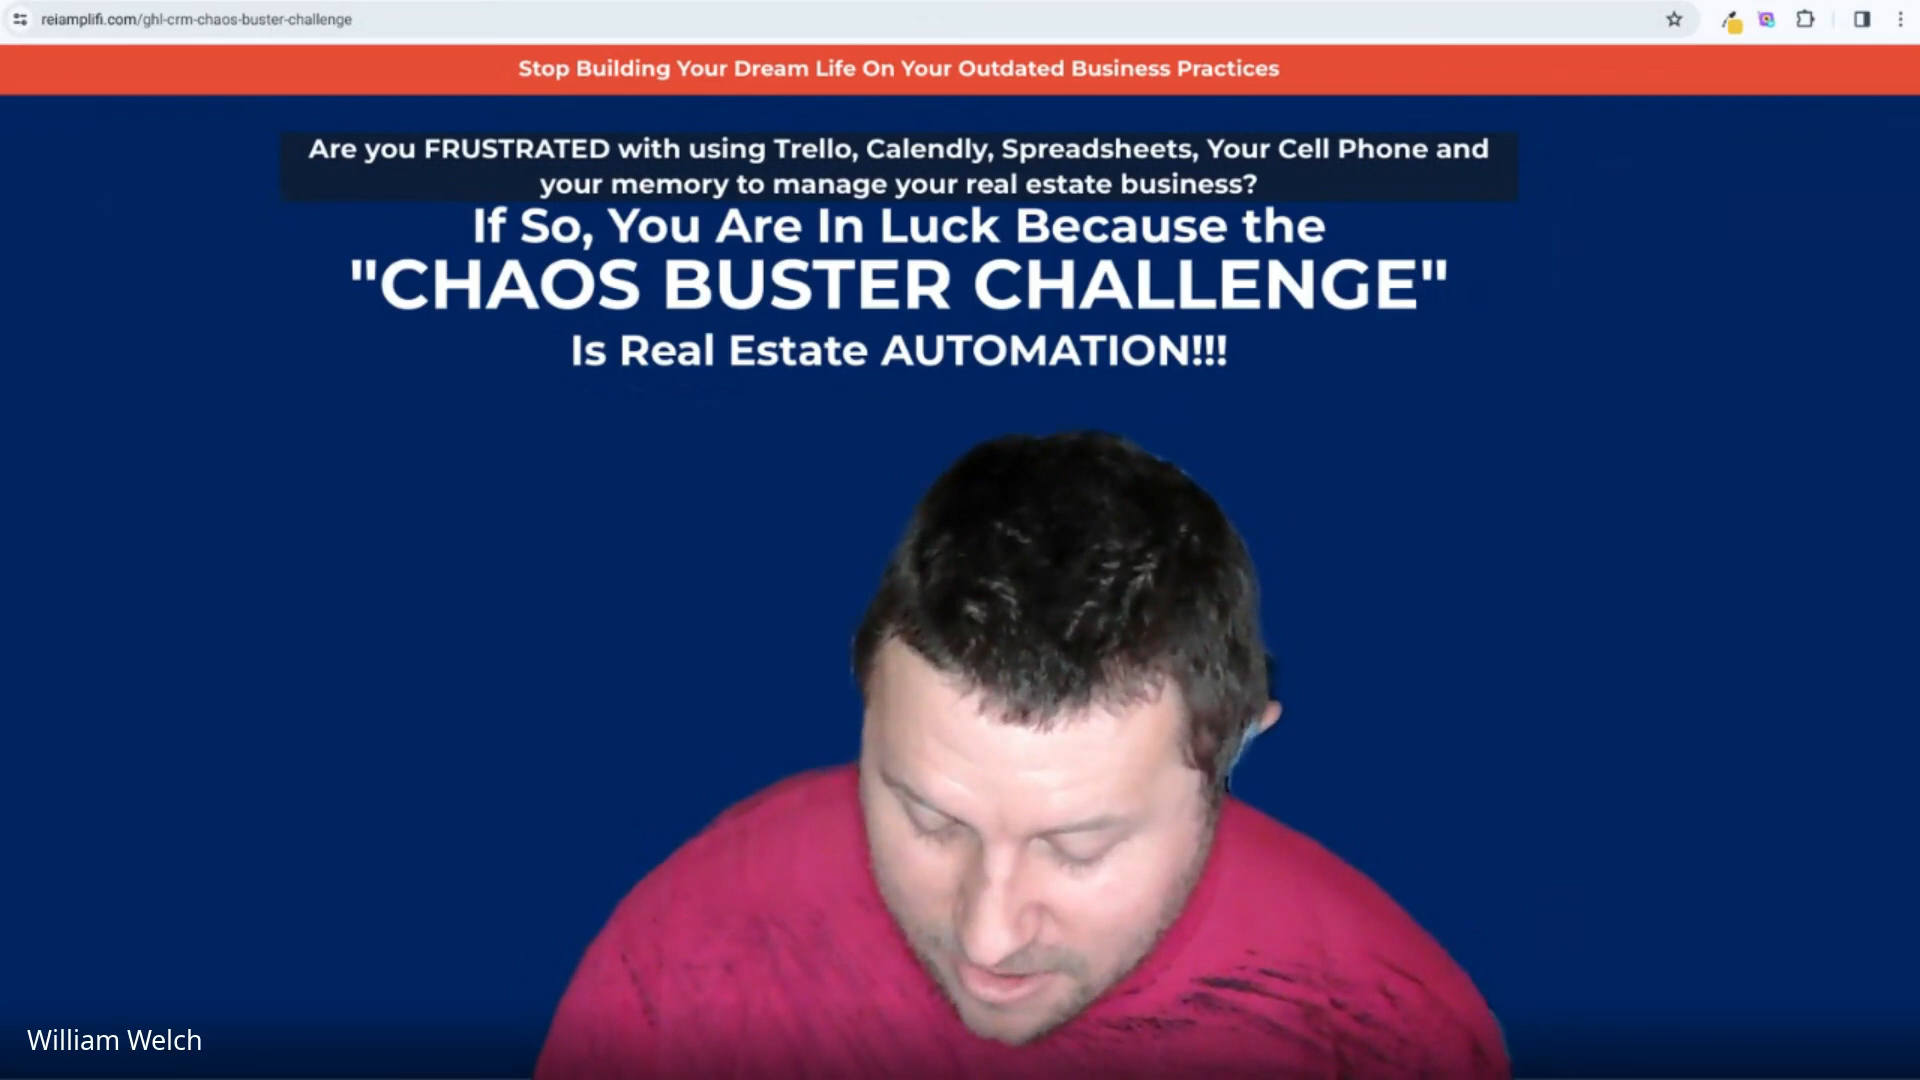 reiamplifi.com/ghl-crm-chaos-buster-challenge
Stop Building Your Dream Life On Your Outdated Business Practices
Are you FRUSTRATED with using Trello, Calendly, Spreadsheets, Your Cell Phone and
your memory to manage your real estate business?
If So, You Are In Luck Because the
"CHAOS BUSTER CHALLENGE"
Is Real Estate AUTOMATION!!!
William Welch